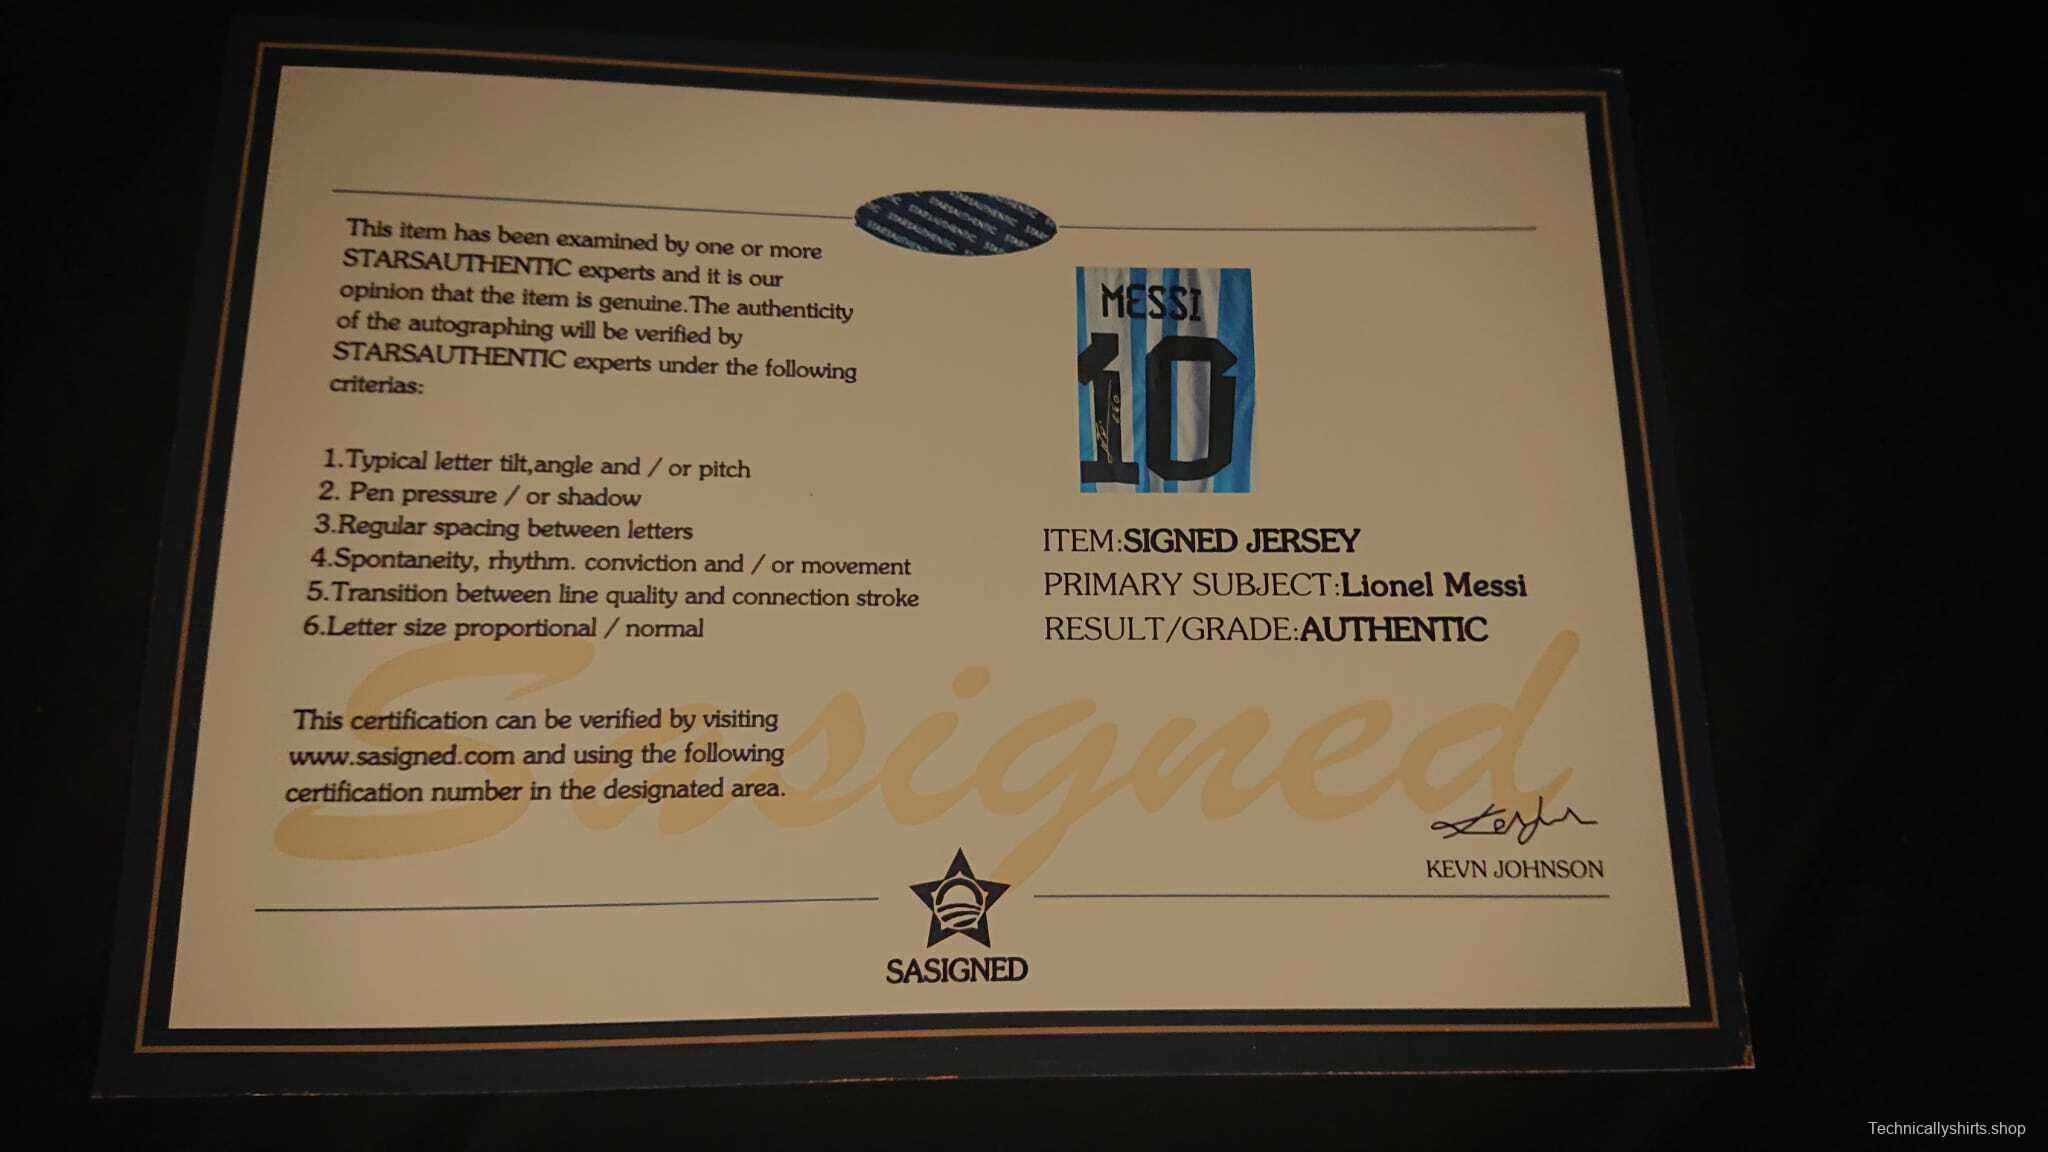 This item has been examined by one or more
STARSAUTHENTIC experts and it is our
opinion that the item is genuine.The authenticity
of the autographing will be verified by
STARSAUTHENTIC experts under the following
criterias:
1.Typical letter tilt,angle and / or pitch
2. Pen pressure / or shadow
3.Regular spacing between letters
4.Spontaneity, rhythm. conviction and / or movement
5.Transition between line quality and connection stroke
6.Letter size proportional / normal
This certification can be verified by visiting
www.sasigned.com and using the following
certification number in the designated area.
STARSAUTHENTIC
MESSI
10
ITEM:SIGNED JERSEY
PRIMARY SUBJECT:Lionel Messi
RESULT/GRADE:AUTHENTIC
Sasigned
KEVN JOHNSON
SASIGNED
Technicallyshirts.shop